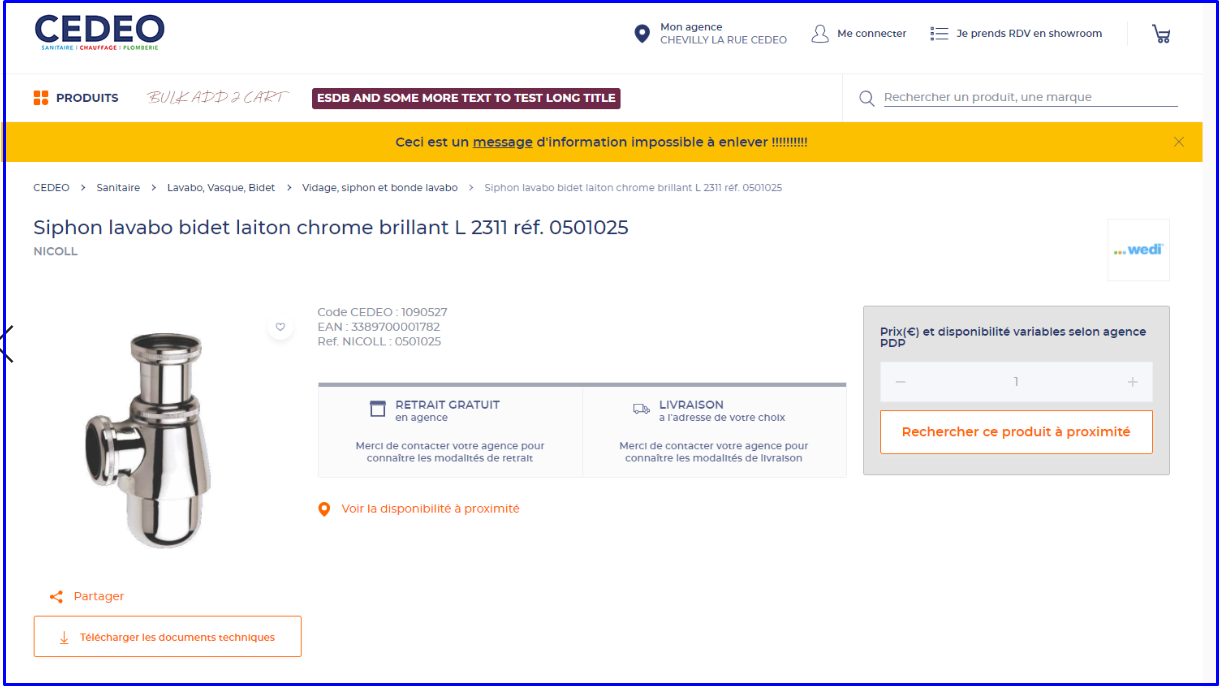 CEDEO
SANITAIRE | CHAUFFAGE | PLOMBERIE
Mon agence
CHEVILLY LA RUE CEDEO
Me connecter
Je prends RDV en showroom
PRODUITS
BULK ADD 2 CART
ESDB AND SOME MORE TEXT TO TEST LONG TITLE
Rechercher un produit, une marque
Ceci est un message d'information impossible à enlever !!!!!!!!!!
CEDEO > Sanitaire > Lavabo, Vasque, Bidet > Vidage, siphon et bonde lavabo > Siphon lavabo bidet laiton chrome brillant L 2311 réf. 0501025
Siphon lavabo bidet laiton chrome brillant L 2311 réf. 0501025
NICOLL
...wedi
Code CEDEO : 1090527
EAN : 3389700001782
Ref. NICOLL : 0501025
Prix(€) et disponibilité variables selon agence
PDP
− 1 +
Rechercher ce produit à proximité
RETRAIT GRATUIT
en agence
Merci de contacter votre agence pour
connaître les modalités de retrait
LIVRAISON
a l'adresse de votre choix
Merci de contacter votre agence pour
connaître les modalités de livraison
Voir la disponibilité à proximité
Partager
Télécharger les documents techniques